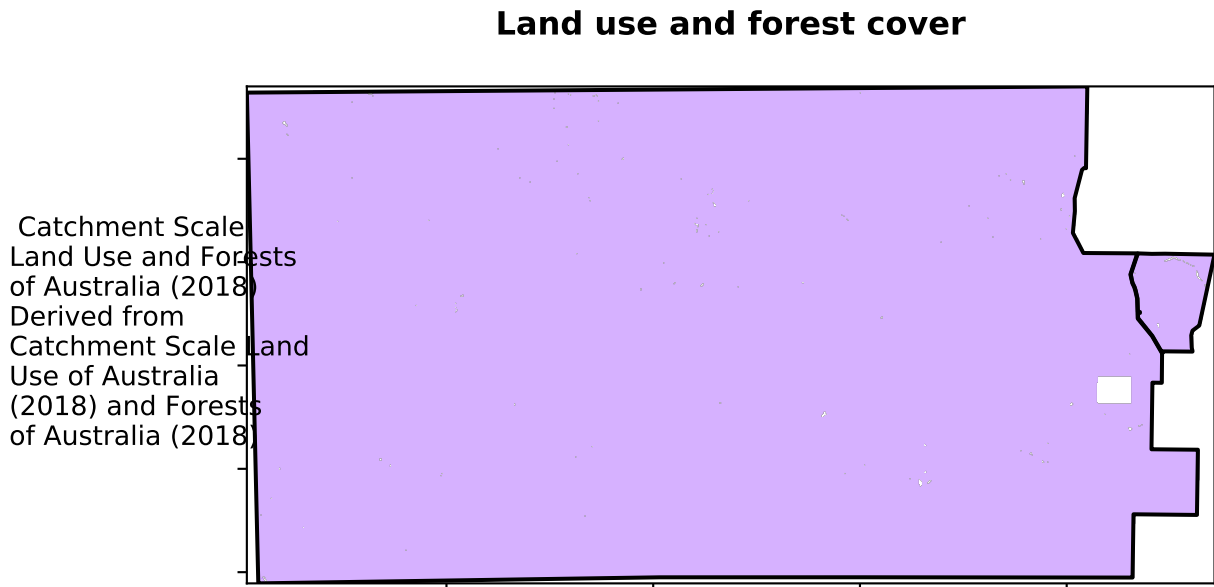 Land use and forest cover
Catchment Scale
Land Use and Forests
of Australia (2018)
Derived from
Catchment Scale Land
Use of Australia
(2018) and Forests
of Australia (2018)